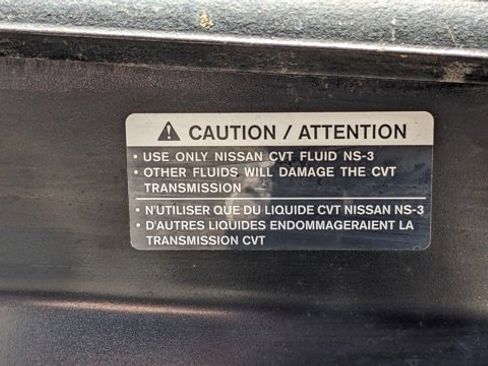 ⚠ CAUTION / ATTENTION
• USE ONLY NISSAN CVT FLUID NS-3
• OTHER FLUIDS WILL DAMAGE THE CVT
TRANSMISSION
• N'UTILISER QUE DU LIQUIDE CVT NISSAN NS-3
• D'AUTRES LIQUIDES ENDOMMAGERAIENT LA
TRANSMISSION CVT